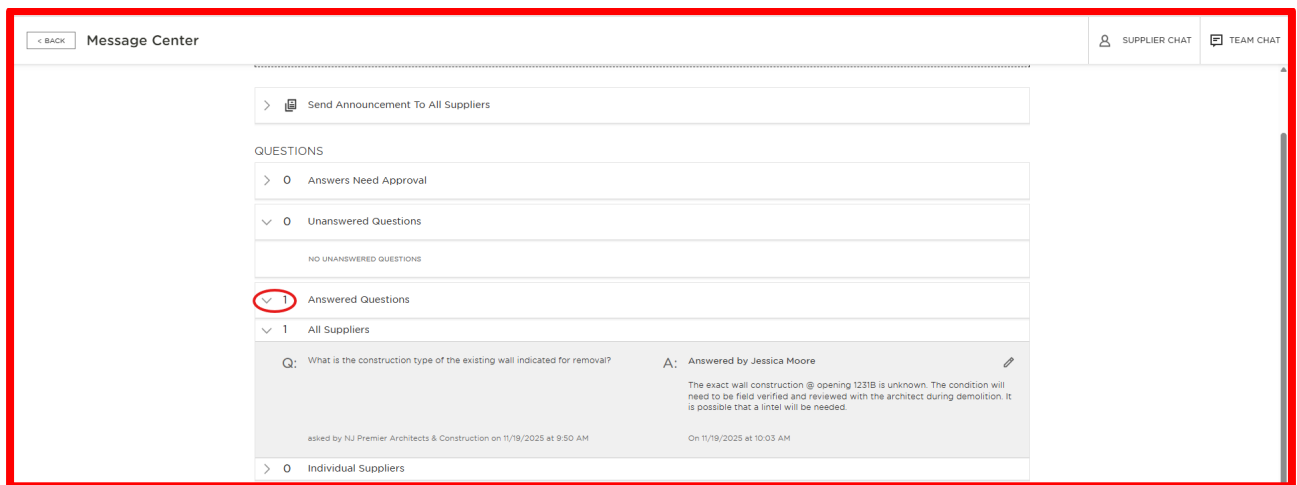 < BACK Message Center SUPPLIER CHAT TEAM CHAT
Send Announcement To All Suppliers
QUESTIONS
0 Answers Need Approval
0 Unanswered Questions
NO UNANSWERED QUESTIONS
1 Answered Questions
1 All Suppliers
Q: What is the construction type of the existing wall indicated for removal?
A: Answered by Jessica Moore
The exact wall construction @ opening 1231B is unknown. The condition will
need to be field verified and reviewed with the architect during demolition. It
is possible that a lintel will be needed.
asked by NJ Premier Architects & Construction on 11/19/2025 at 9:50 AM
On 11/19/2025 at 10:03 AM
0 Individual Suppliers